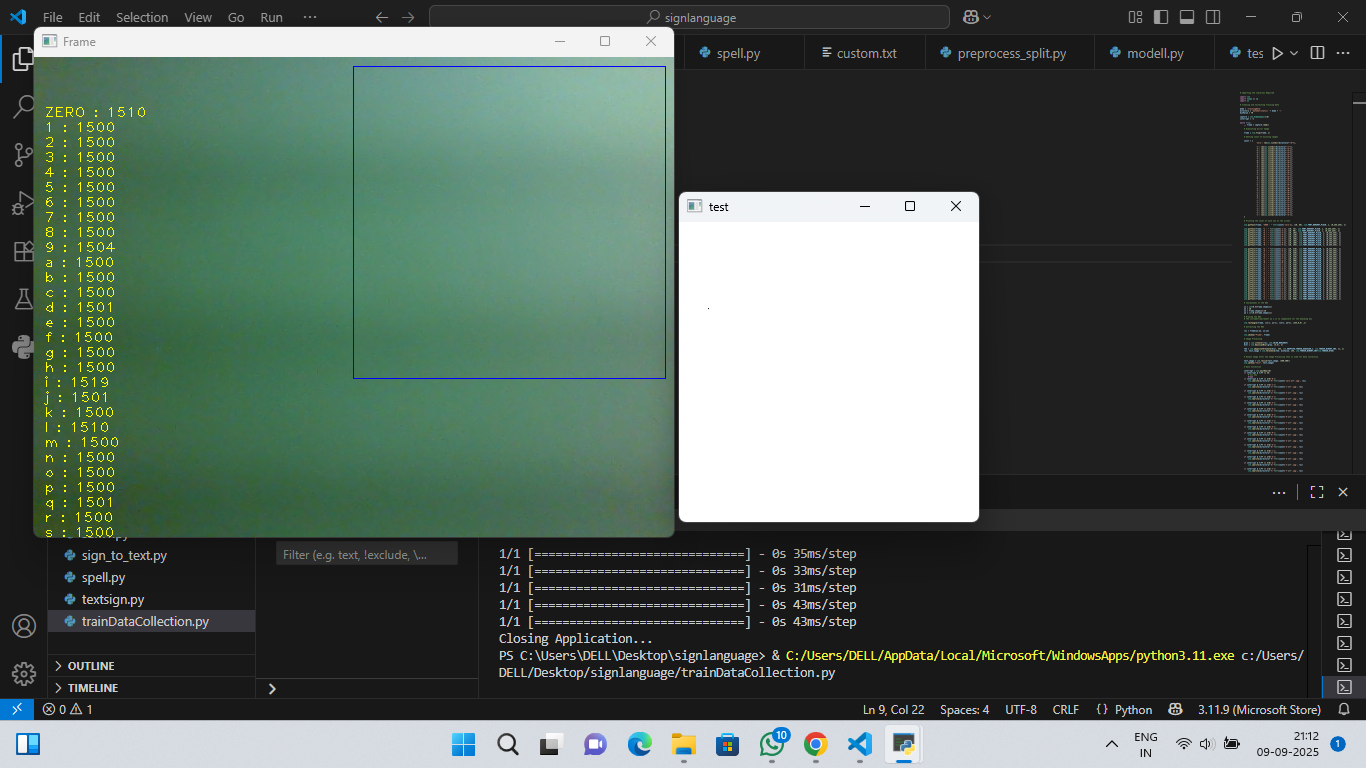 File Edit Selection View Go Run ···
signlanguage
Frame
spell.py
custom.txt
preprocess_split.py
modell.py
tes
ZERO : 1510
1 : 1500
2 : 1500
3 : 1500
4 : 1500
5 : 1500
6 : 1500
7 : 1500
8 : 1500
9 : 1504
a : 1500
b : 1500
c : 1500
d : 1501
e : 1500
f : 1500
g : 1500
h : 1500
i : 1519
j : 1501
k : 1500
l : 1510
m : 1500
n : 1500
o : 1500
p : 1500
q : 1501
r : 1500
s : 1500
test
sign_to_text.py
spell.py
textsign.py
trainDataCollection.py
OUTLINE
TIMELINE
Filter (e.g. text, !exclude, \...
1/1 [==============================] - 0s 35ms/step
1/1 [==============================] - 0s 33ms/step
1/1 [==============================] - 0s 31ms/step
1/1 [==============================] - 0s 43ms/step
1/1 [==============================] - 0s 43ms/step
Closing Application...
PS C:\Users\DELL\Desktop\signlanguage> & C:/Users/DELL/AppData/Local/Microsoft/WindowsApps/python3.11.exe c:/Users/
DELL/Desktop/signlanguage/trainDataCollection.py
0 1
Ln 9, Col 22 Spaces: 4 UTF-8 CRLF {} Python 3.11.9 (Microsoft Store)
10
ENG
IN
21:12
09-09-2025
1